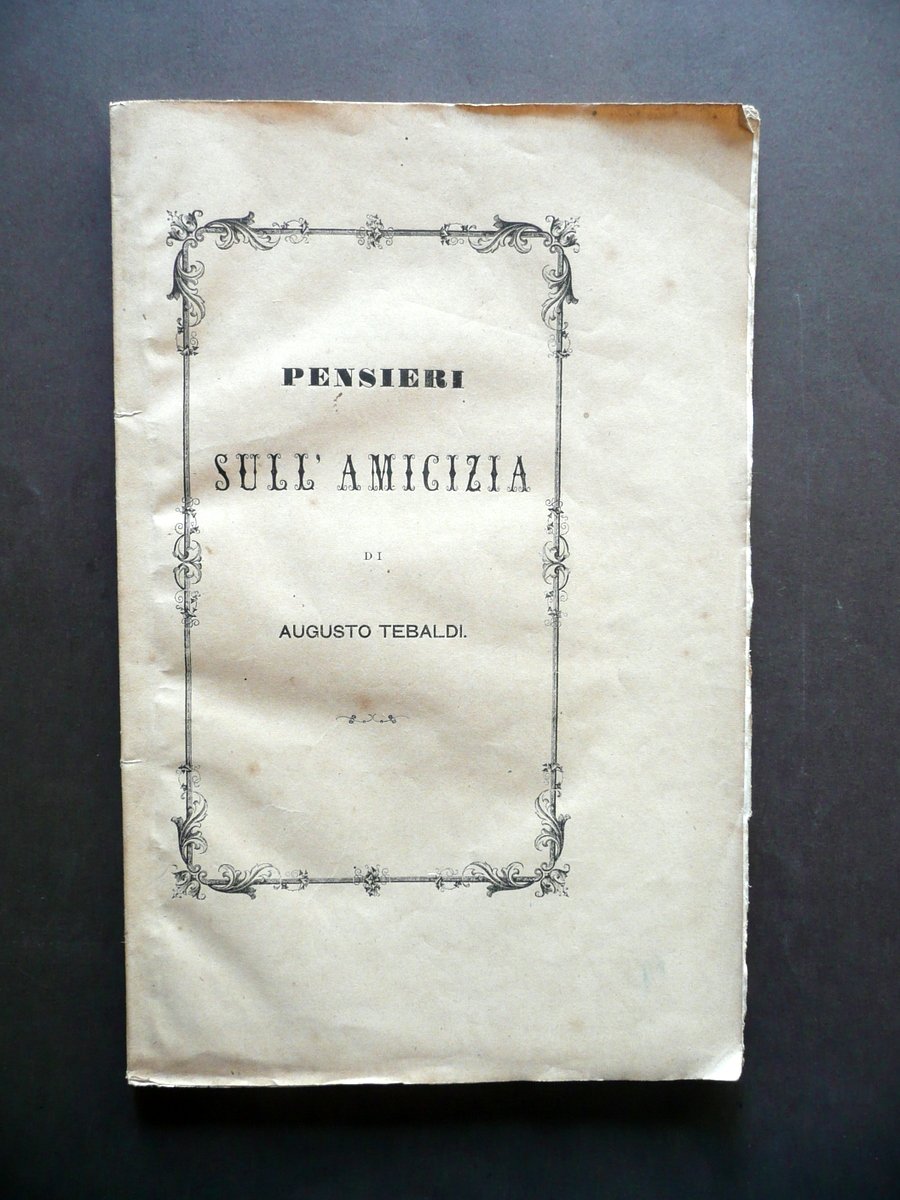 PENSIERI
SULL' AMICIZIA
DI
AUGUSTO TEBALDI.